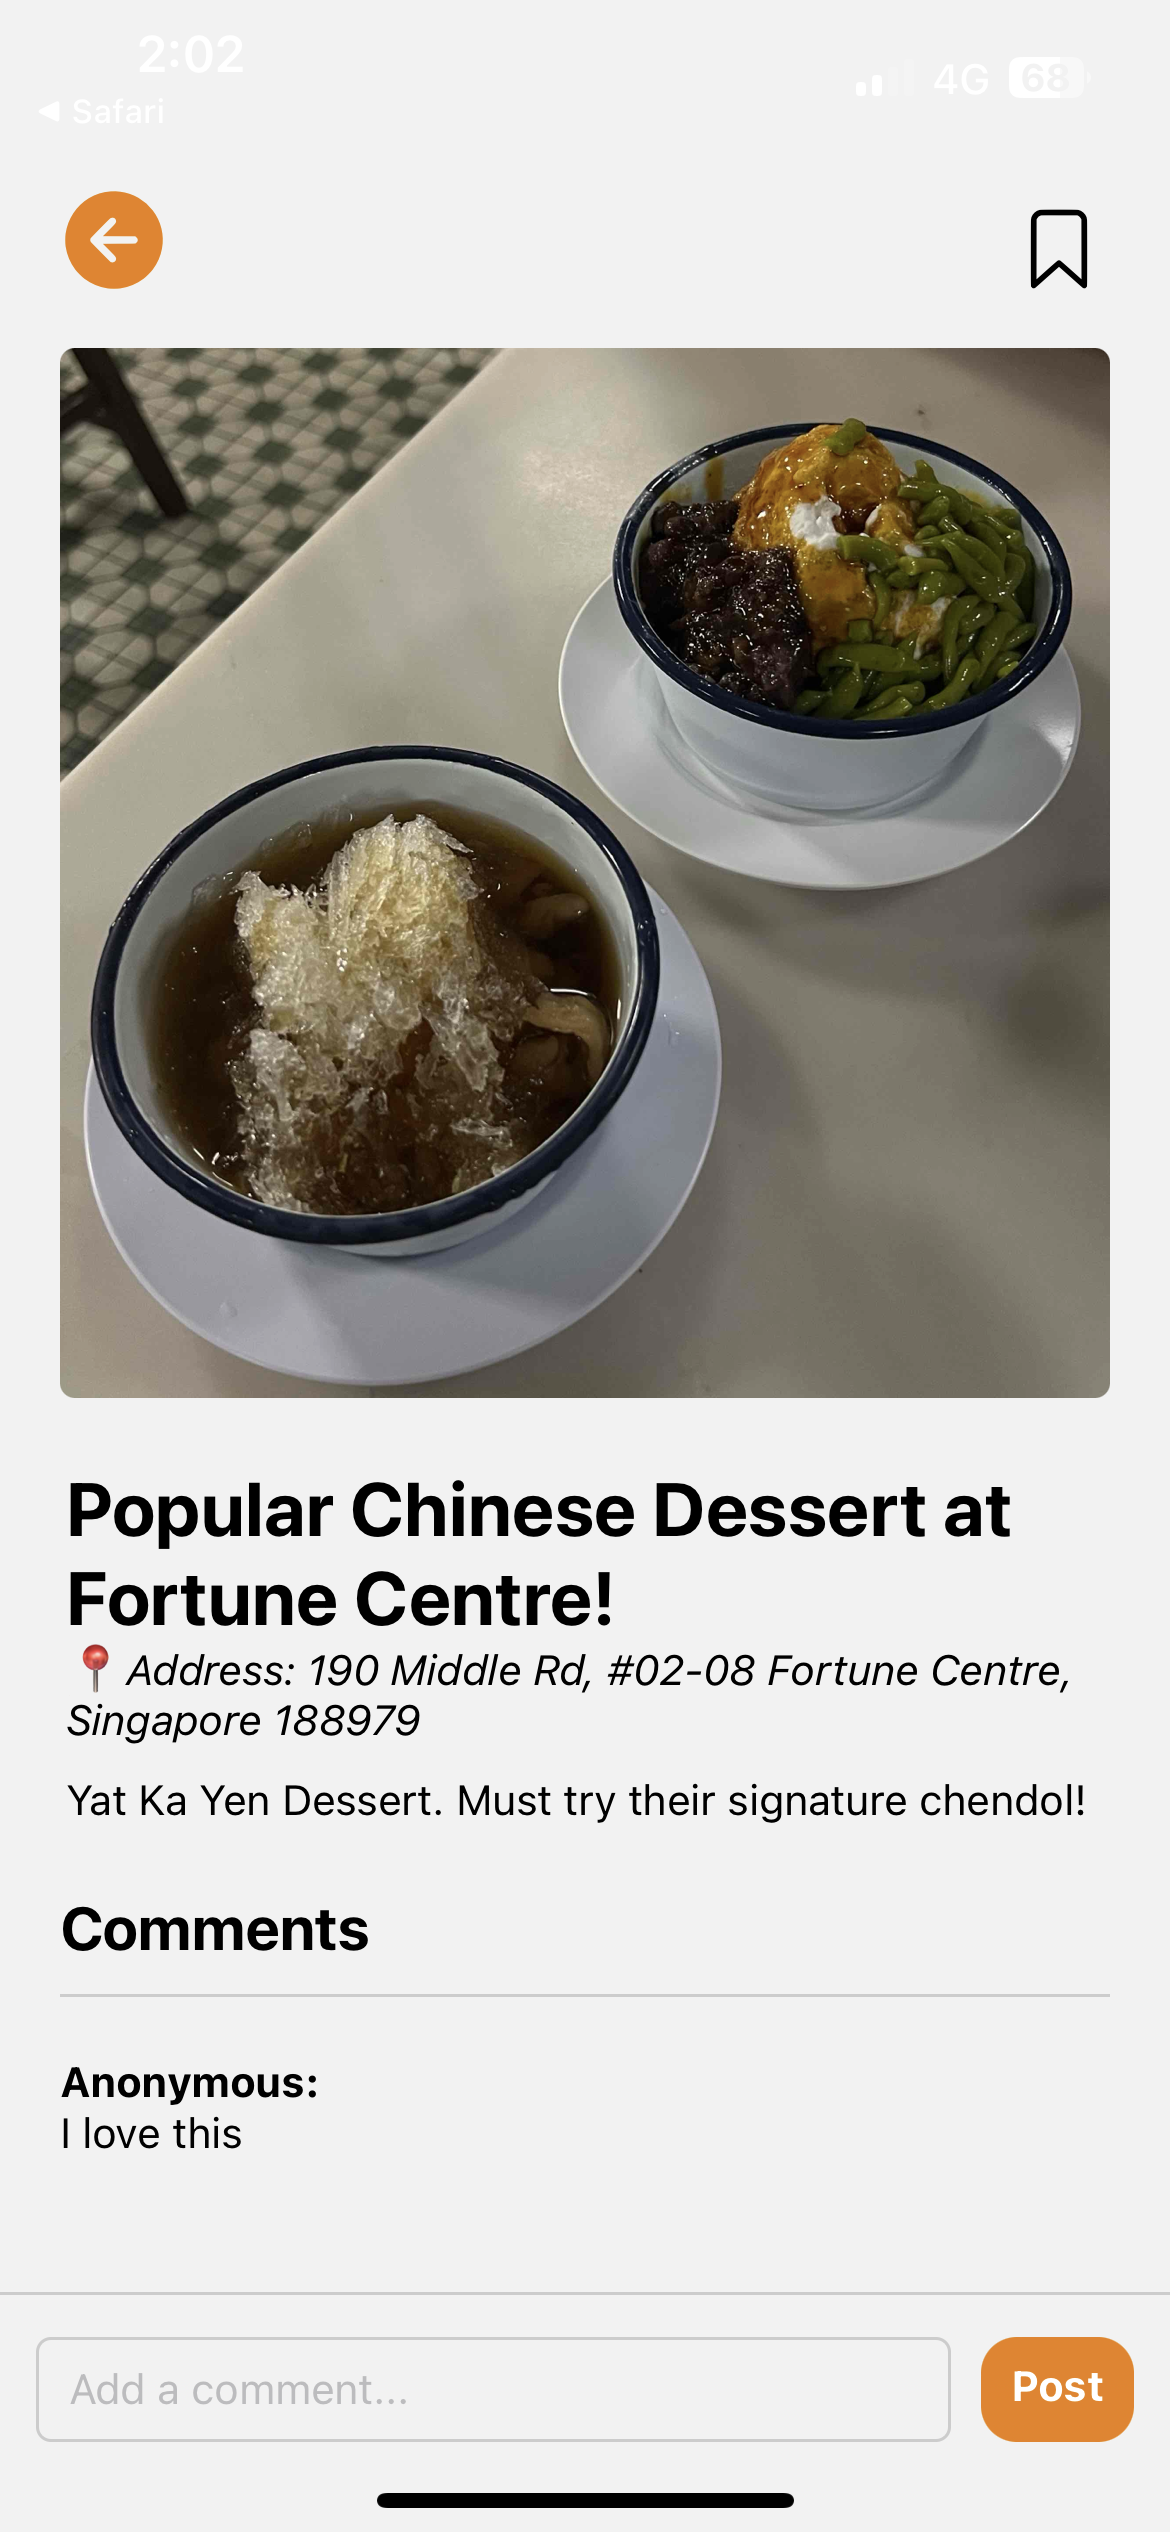 2:02
4G 68
◀ Safari
Popular Chinese Dessert at
Fortune Centre!
📍 Address: 190 Middle Rd, #02-08 Fortune Centre,
Singapore 188979
Yat Ka Yen Dessert. Must try their signature chendol!
Comments
Anonymous:
I love this
Add a comment...
Post